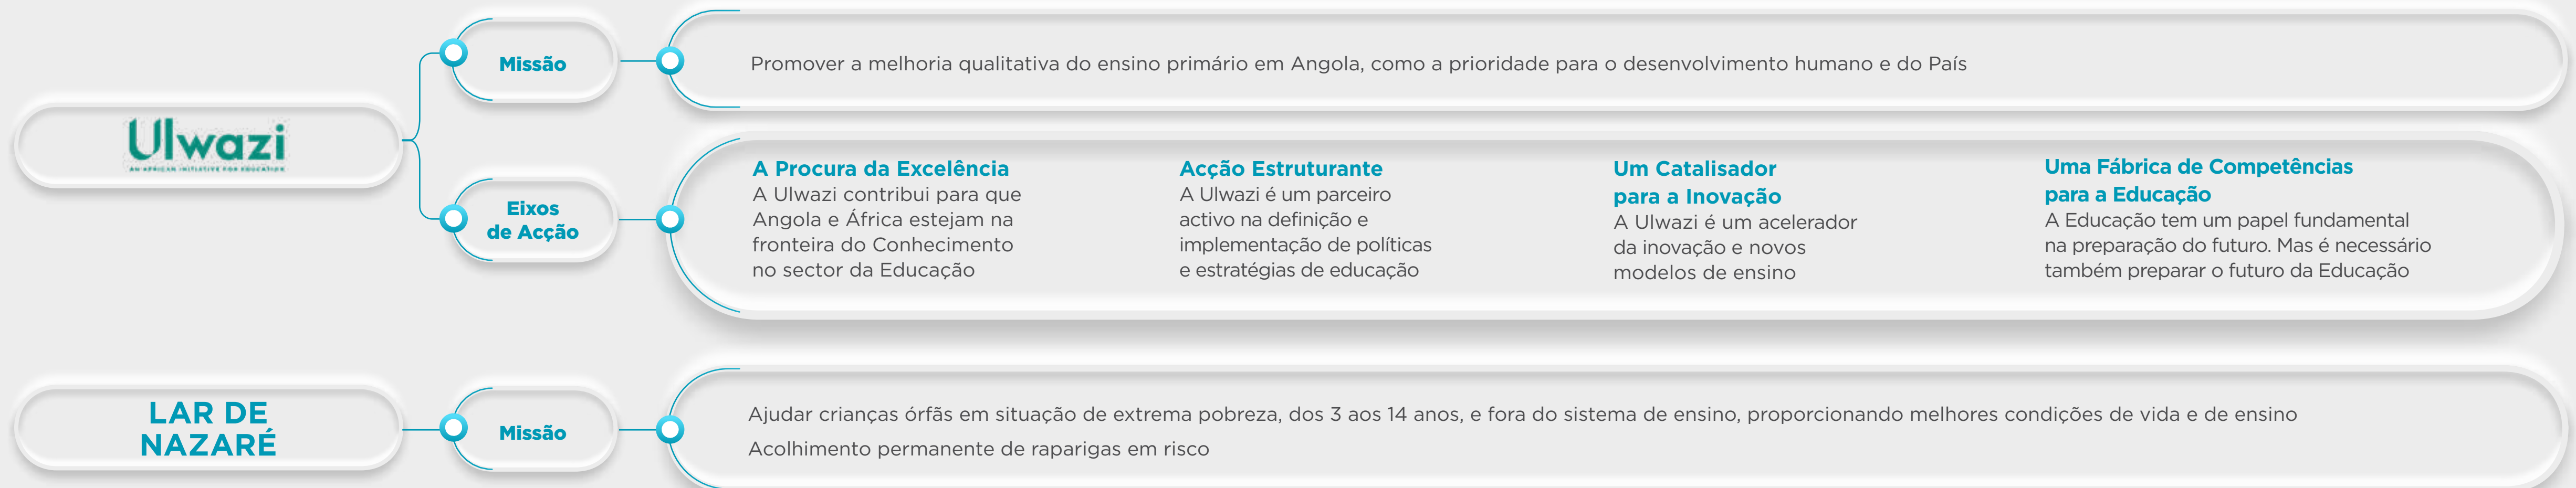 Missão
Promover a melhoria qualitativa do ensino primário em Angola, como a prioridade para o desenvolvimento humano e do País
Ulwazi
AN AFRICAN INITIATIVE FOR EDUCATION
Eixos
de Acção
A Procura da Excelência
A Ulwazi contribui para que
Angola e África estejam na
fronteira do Conhecimento
no sector da Educação
Acção Estruturante
A Ulwazi é um parceiro
activo na definição e
implementação de políticas
e estratégias de educação
Um Catalisador
para a Inovação
A Ulwazi é um acelerador
da inovação e novos
modelos de ensino
Uma Fábrica de Competências
para a Educação
A Educação tem um papel fundamental
na preparação do futuro. Mas é necessário
também preparar o futuro da Educação
LAR DE
NAZARÉ
Missão
Ajudar crianças órfãs em situação de extrema pobreza, dos 3 aos 14 anos, e fora do sistema de ensino, proporcionando melhores condições de vida e de ensino
Acolhimento permanente de raparigas em risco